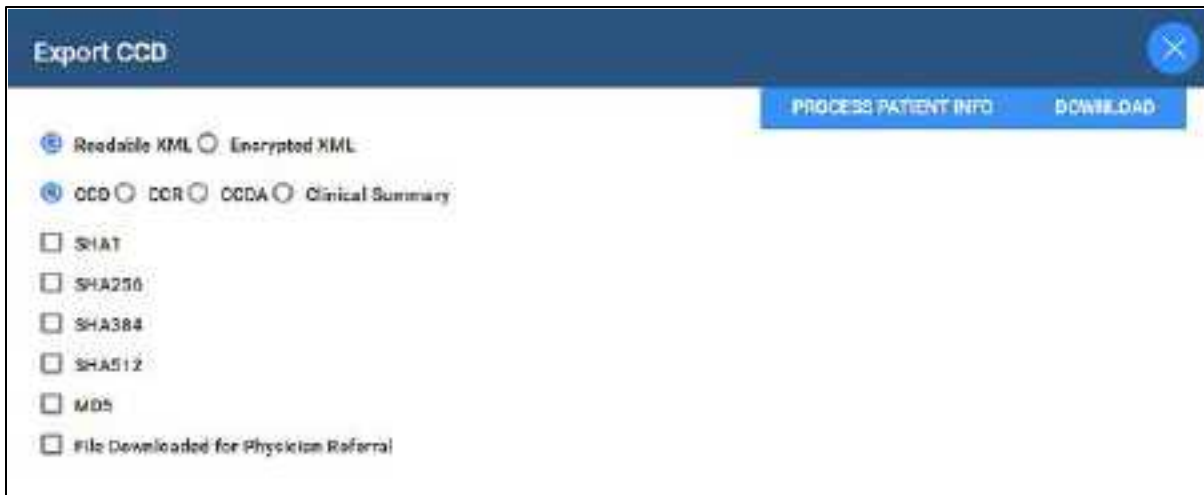 Export CCD
PROCESS PATIENT INFO DOWNLOAD
Readable XML Encrypted XML
CCD CCR CCDA Clinical Summary
SHA1
SHA256
SHA384
SHA512
MD5
File Downloaded for Physician Referral